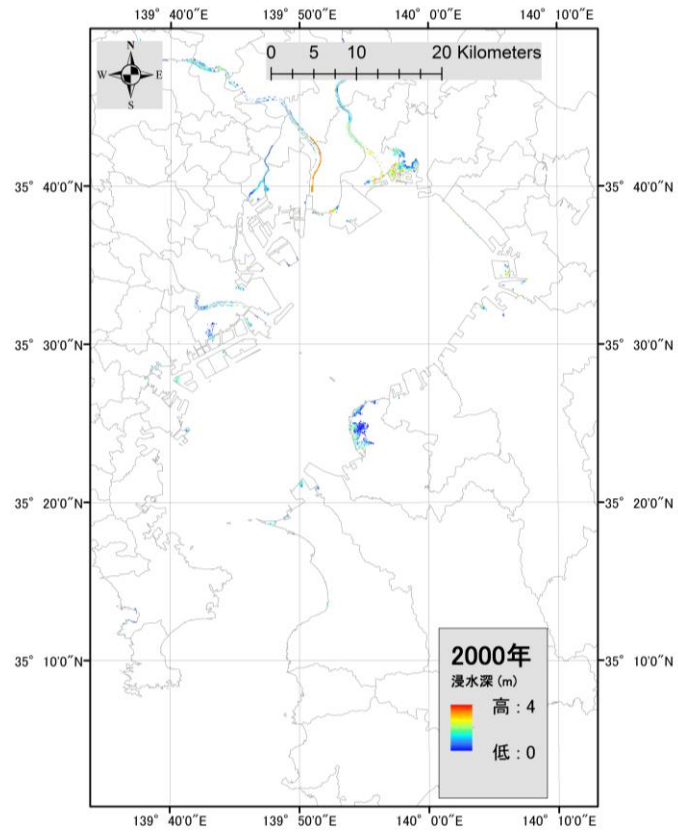 139° 40'0"E 139° 50'0"E 140° 0'0"E 140° 10'0"E
N
W E
S
0 5 10 20 Kilometers
35° 40'0"N 35° 40'0"N
35° 30'0"N 35° 30'0"N
35° 20'0"N 35° 20'0"N
35° 10'0"N 35° 10'0"N
2000年
浸水深(m)
高 : 4
低 : 0
139° 40'0"E 139° 50'0"E 140° 0'0"E 140° 10'0"E